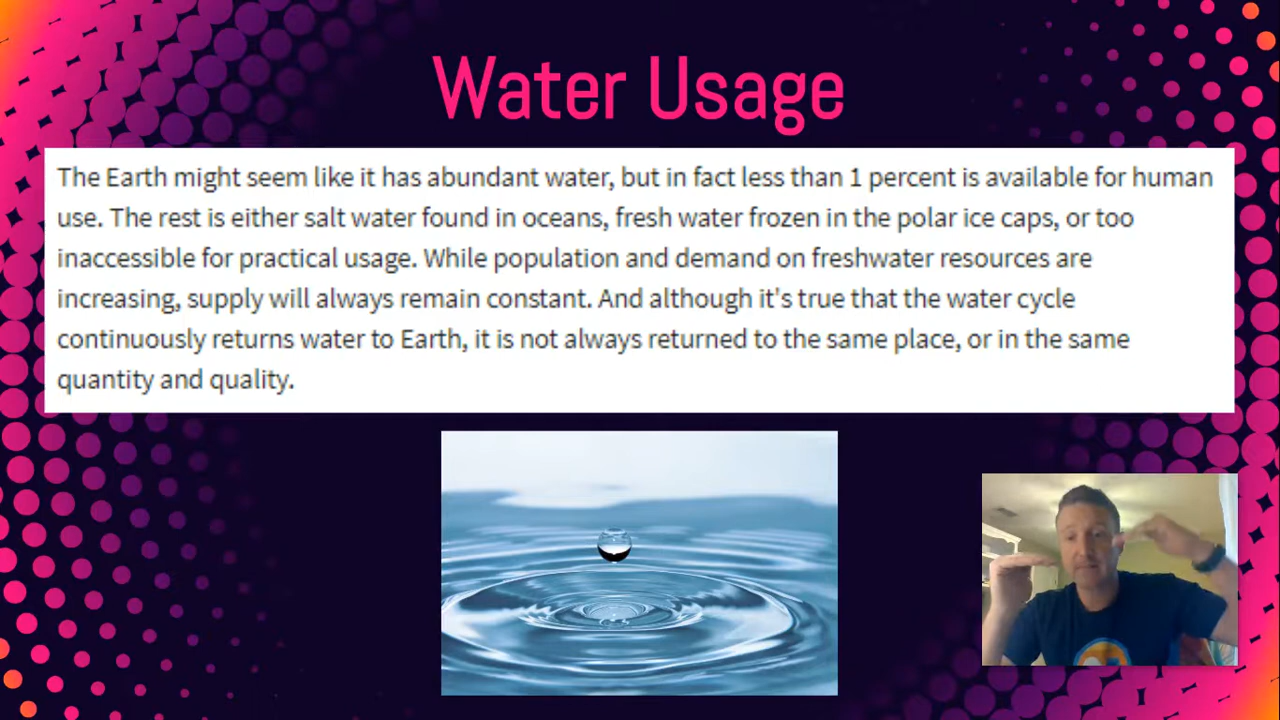 Water Usage
The Earth might seem like it has abundant water, but in fact less than 1 percent is available for human
use. The rest is either salt water found in oceans, fresh water frozen in the polar ice caps, or too
inaccessible for practical usage. While population and demand on freshwater resources are
increasing, supply will always remain constant. And although it's true that the water cycle
continuously returns water to Earth, it is not always returned to the same place, or in the same
quantity and quality.